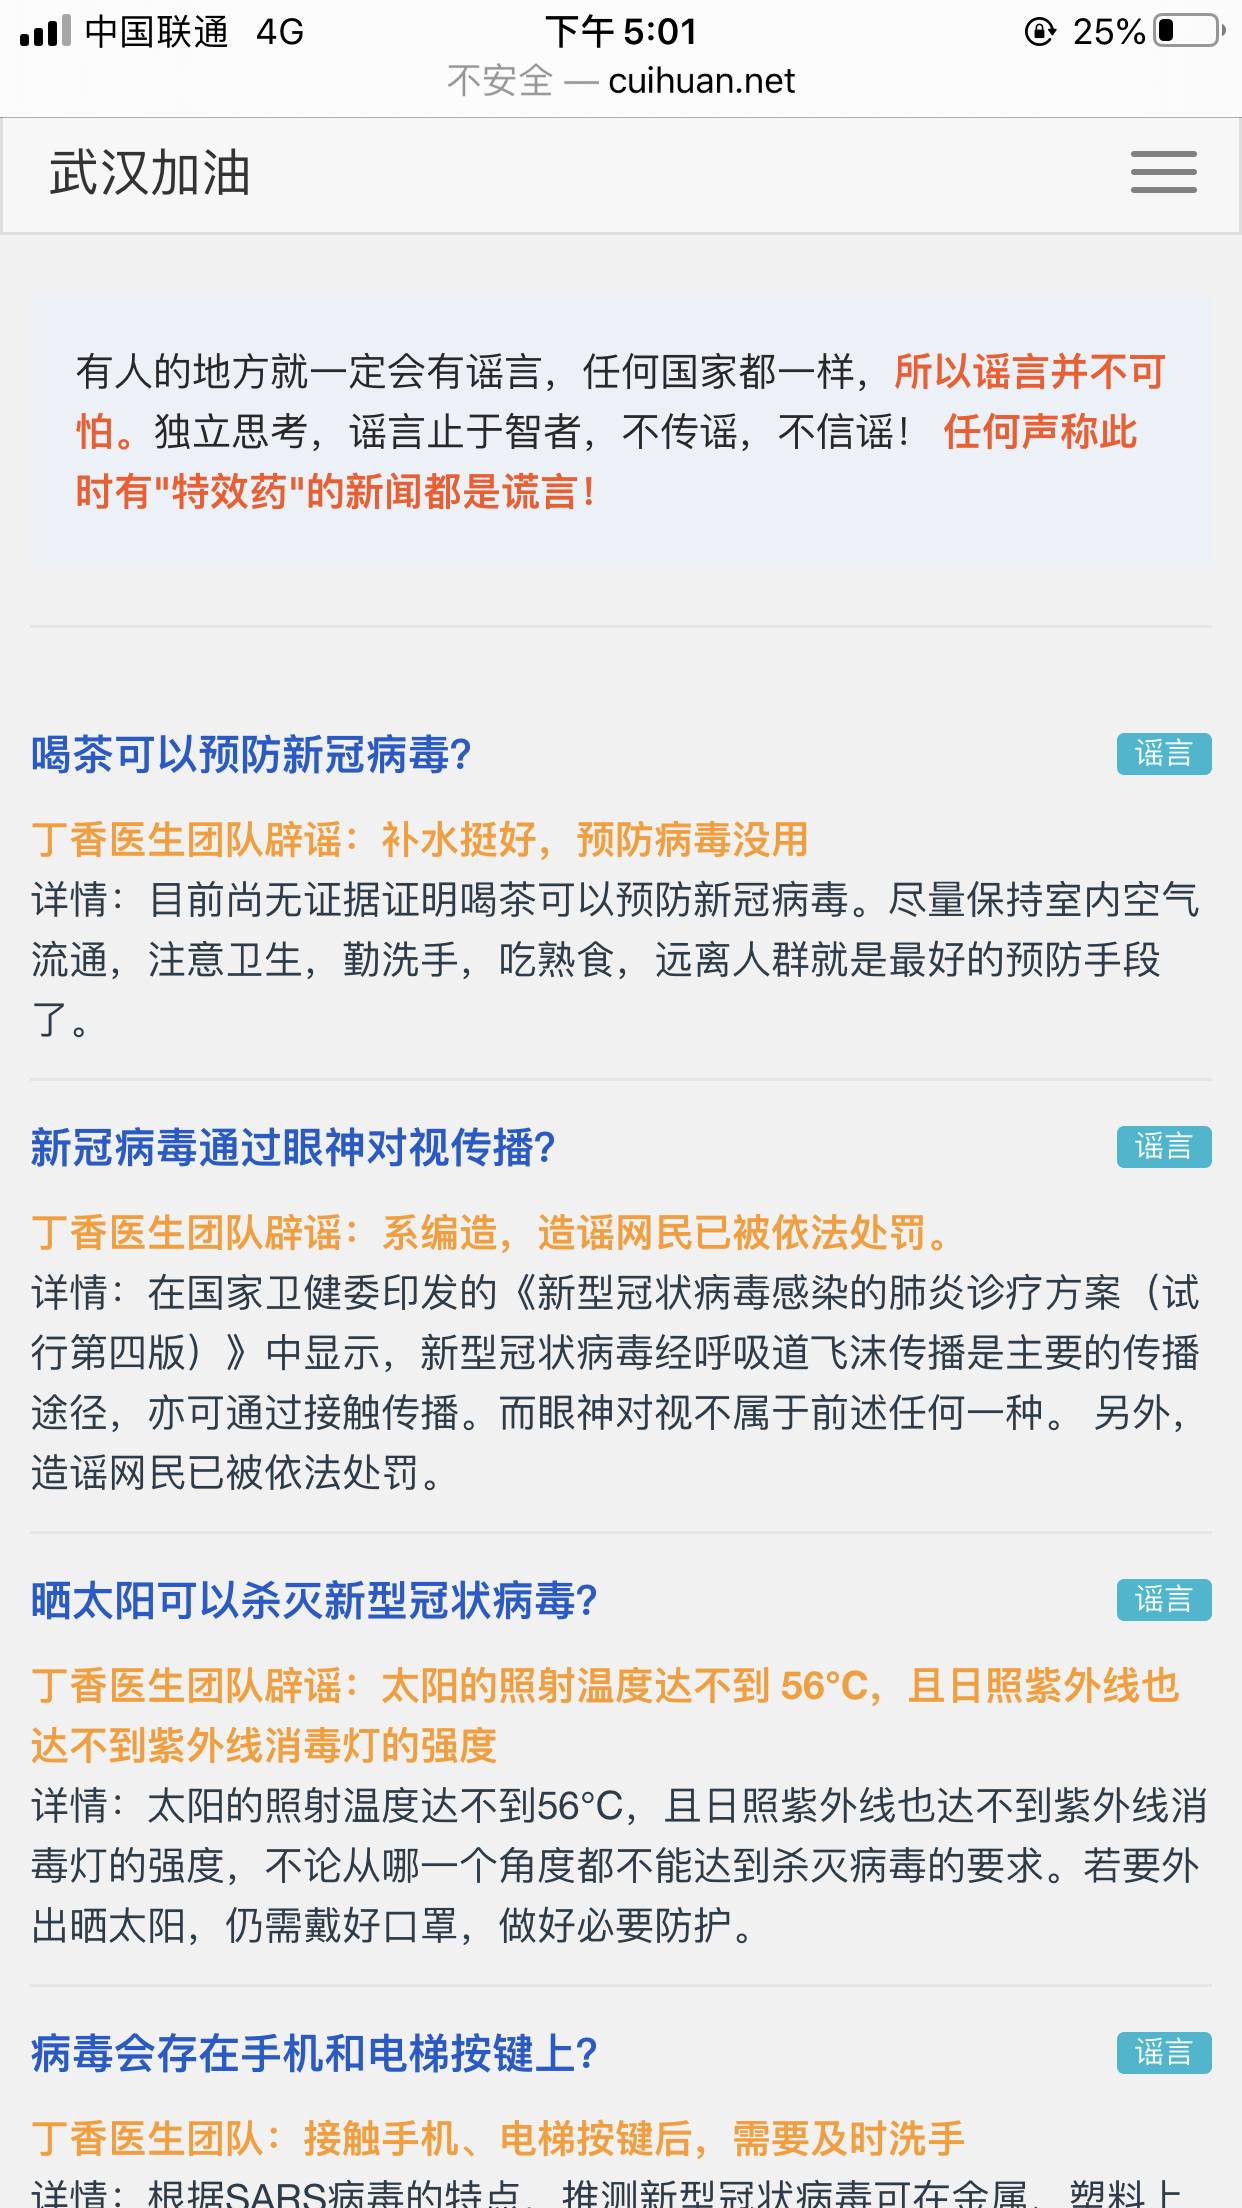 中国联通 4G 下午 5:01 25%
不安全 — cuihuan.net
武汉加油
有人的地方就一定会有谣言，任何国家都一样，所以谣言并不可
怕。独立思考，谣言止于智者，不传谣，不信谣！ 任何声称此
时有"特效药"的新闻都是谎言！
喝茶可以预防新冠病毒? 谣言
丁香医生团队辟谣：补水挺好，预防病毒没用
详情：目前尚无证据证明喝茶可以预防新冠病毒。尽量保持室内空气
流通，注意卫生，勤洗手，吃熟食，远离人群就是最好的预防手段
了。
新冠病毒通过眼神对视传播? 谣言
丁香医生团队辟谣：系编造，造谣网民已被依法处罚。
详情：在国家卫健委印发的《新型冠状病毒感染的肺炎诊疗方案（试
行第四版）》中显示，新型冠状病毒经呼吸道飞沫传播是主要的传播
途径，亦可通过接触传播。而眼神对视不属于前述任何一种。 另外，
造谣网民已被依法处罚。
晒太阳可以杀灭新型冠状病毒? 谣言
丁香医生团队辟谣：太阳的照射温度达不到 56°C，且日照紫外线也
达不到紫外线消毒灯的强度
详情：太阳的照射温度达不到56°C，且日照紫外线也达不到紫外线消
毒灯的强度，不论从哪一个角度都不能达到杀灭病毒的要求。若要外
出晒太阳，仍需戴好口罩，做好必要防护。
病毒会存在手机和电梯按键上? 谣言
丁香医生团队：接触手机、电梯按键后，需要及时洗手
详情：根据SARS病毒的特点，推测新型冠状病毒可在金属、塑料上